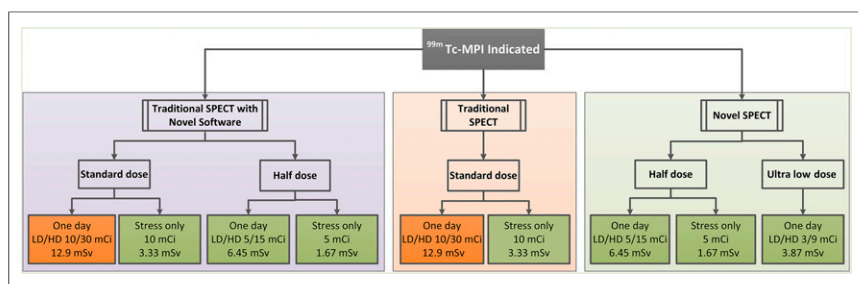 99m Tc-MPI Indicated
Traditional SPECT with
Novel Software
Traditional
SPECT
Novel SPECT
Standard dose
Half dose
Standard dose
Half dose
Ultra low dose
One day
LD/HD 10/30 mCi
12.9 mSv
Stress only
10 mCi
3.33 mSv
One day
LD/HD 5/15 mCi
6.45 mSv
Stress only
5 mCi
1.67 mSv
One day
LD/HD 10/30 mCi
12.9 mSv
Stress only
10 mCi
3.33 mSv
One day
LD/HD 5/15 mCi
6.45 mSv
Stress only
5 mCi
1.67 mSv
One day
LD/HD 3/9 mCi
3.87 mSv